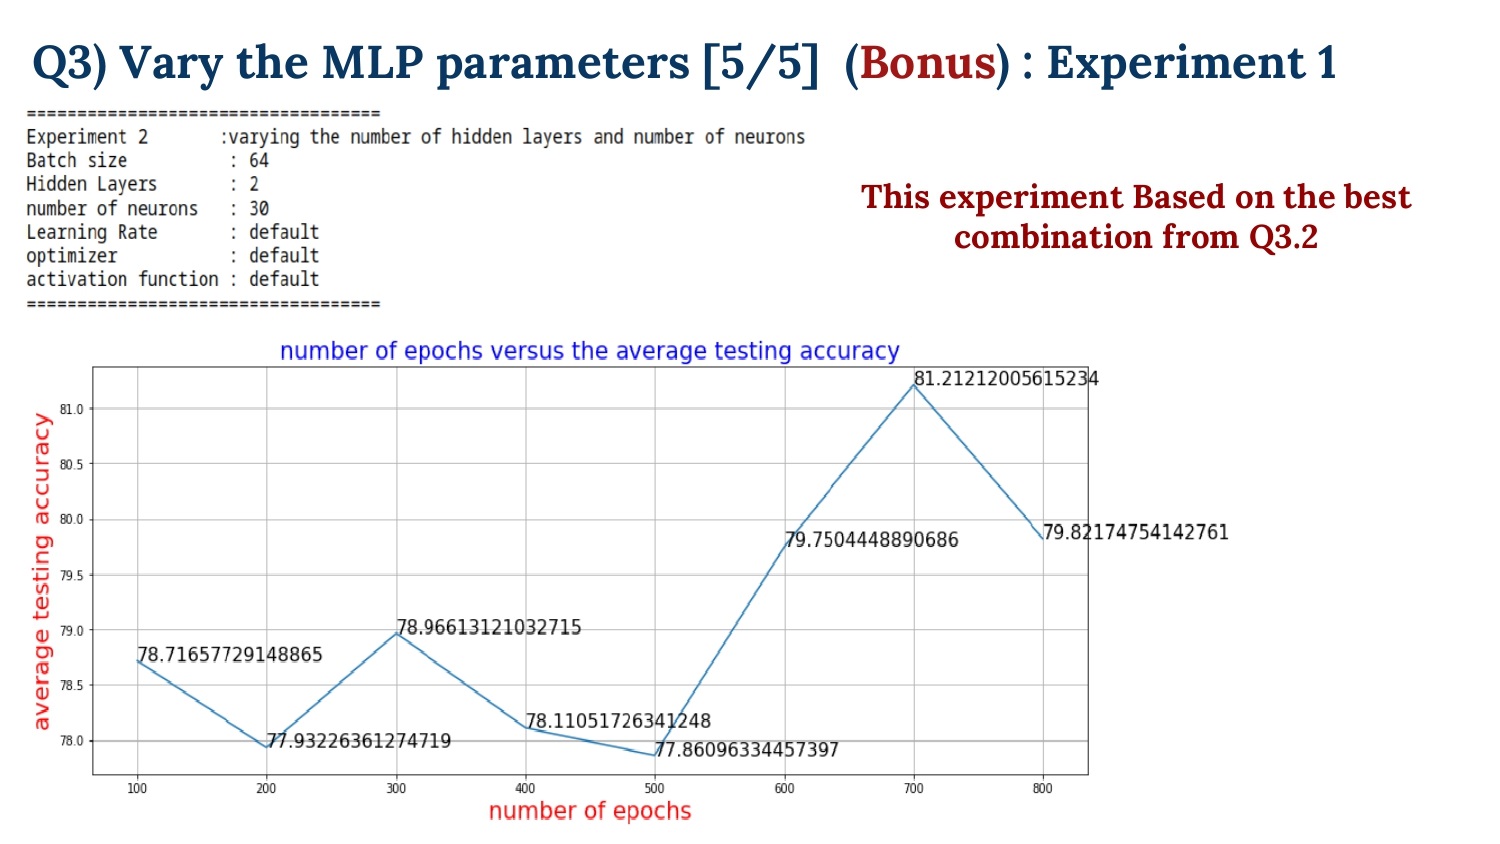 Q3) Vary the MLP parameters [5/5] (Bonus) : Experiment 1
===================================
Experiment 2 :varying the number of hidden layers and number of neurons
Batch size : 64
Hidden Layers : 2
number of neurons : 30
Learning Rate : default
optimizer : default
activation function : default
===================================
This experiment Based on the best
combination from Q3.2
number of epochs versus the average testing accuracy
average testing accuracy
81.0
80.5
80.0
79.5
79.0
78.5
78.0
78.71657729148865
77.93226361274719
78.96613121032715
78.11051726341248
77.86096334457397
79.7504448890686
81.21212005615234
79.82174754142761
100 200 300 400 500 600 700 800
number of epochs